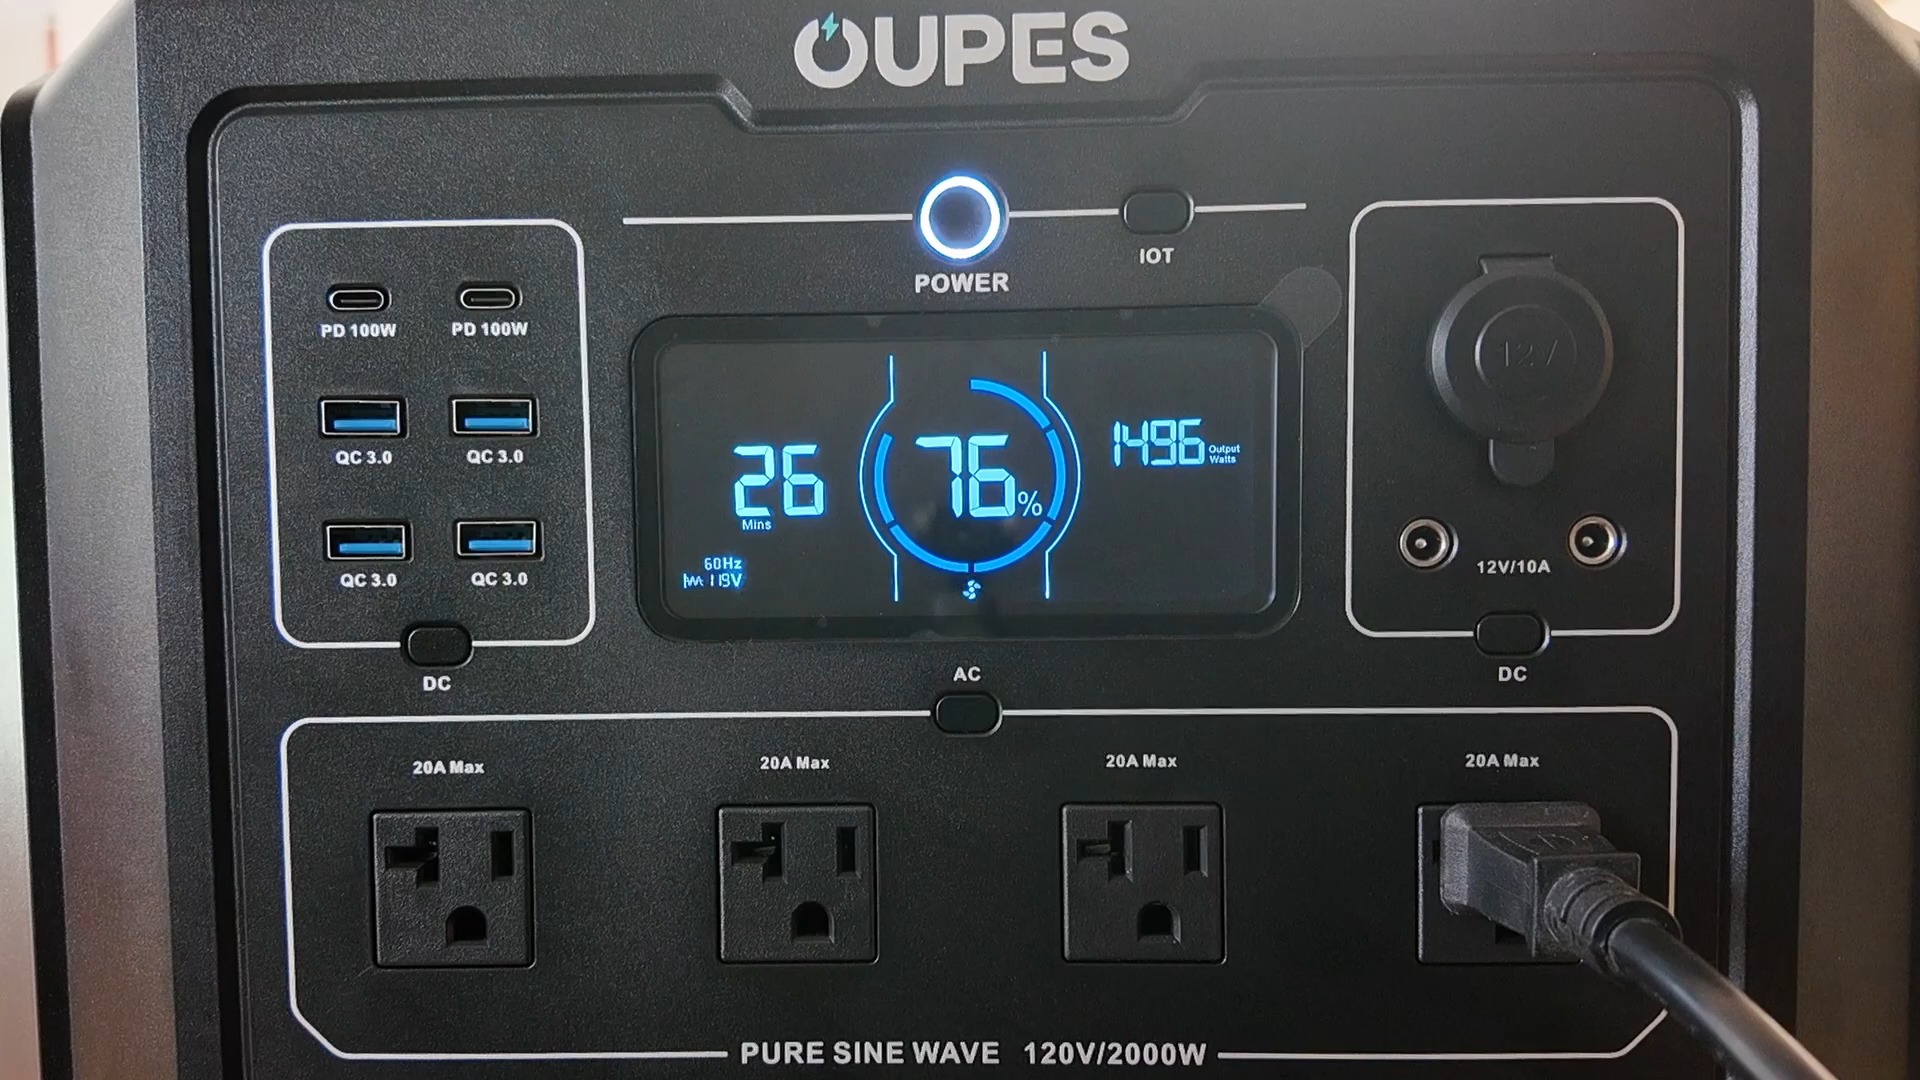 OUPES
POWER
IOT
PD 100W
PD 100W
QC 3.0
QC 3.0
QC 3.0
QC 3.0
DC
26
Mins
60Hz
119V
76%
1496
Output
Watts
12V
12V/10A
DC
AC
20A Max
20A Max
20A Max
20A Max
PURE SINE WAVE 120V/2000W